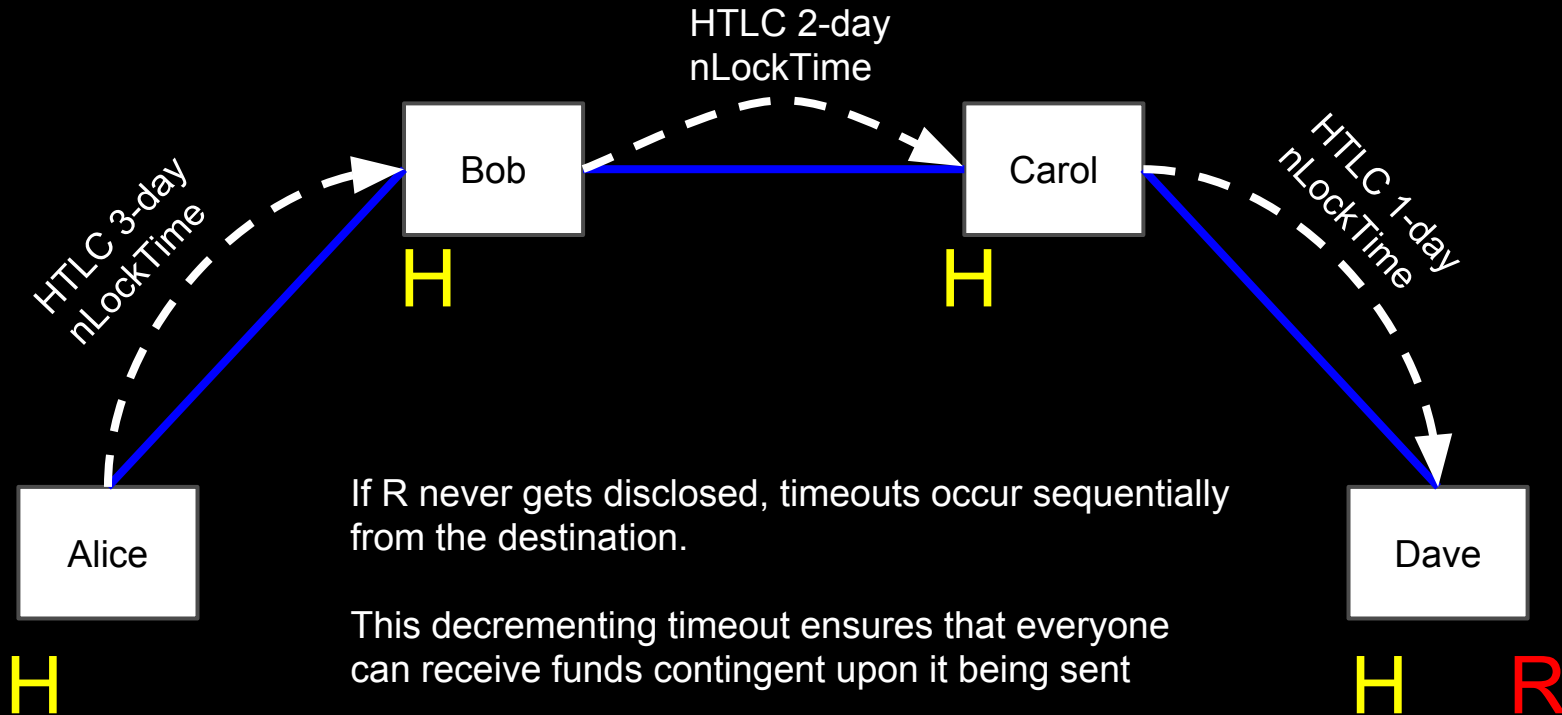 HTLC 2-day
nLockTime
HTLC 3-day
nLockTime
Bob
Carol
HTLC 1-day
nLockTime
H
H
If R never gets disclosed, timeouts occur sequentially
from the destination.
Alice
Dave
This decrementing timeout ensures that everyone
can receive funds contingent upon it being sent
H
H
R